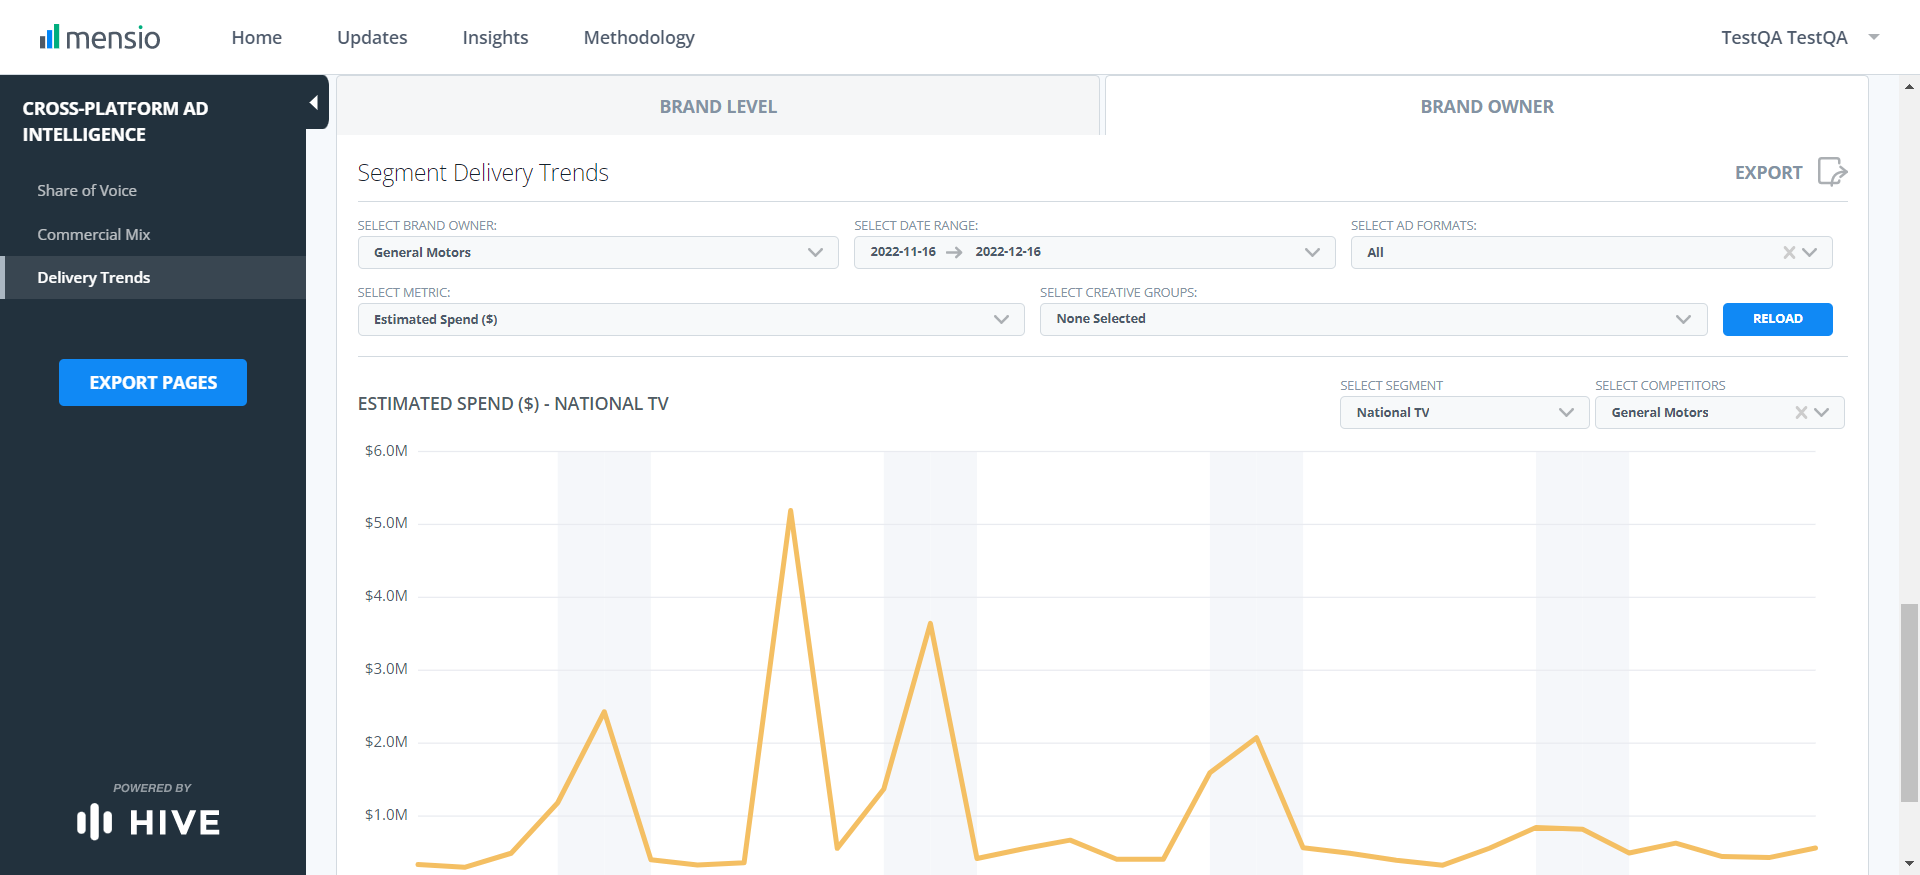 mensio
Home
Updates
Insights
Methodology
TestQA TestQA
CROSS-PLATFORM AD
INTELLIGENCE
Share of Voice
Commercial Mix
Delivery Trends
EXPORT PAGES
POWERED BY
HIVE
BRAND LEVEL
BRAND OWNER
Segment Delivery Trends
EXPORT
SELECT BRAND OWNER:
General Motors
SELECT DATE RANGE:
2022-11-16 → 2022-12-16
SELECT AD FORMATS:
All
SELECT METRIC:
Estimated Spend ($)
SELECT CREATIVE GROUPS:
None Selected
RELOAD
ESTIMATED SPEND ($) - NATIONAL TV
SELECT SEGMENT
National TV
SELECT COMPETITORS
General Motors
$6.0M
$5.0M
$4.0M
$3.0M
$2.0M
$1.0M